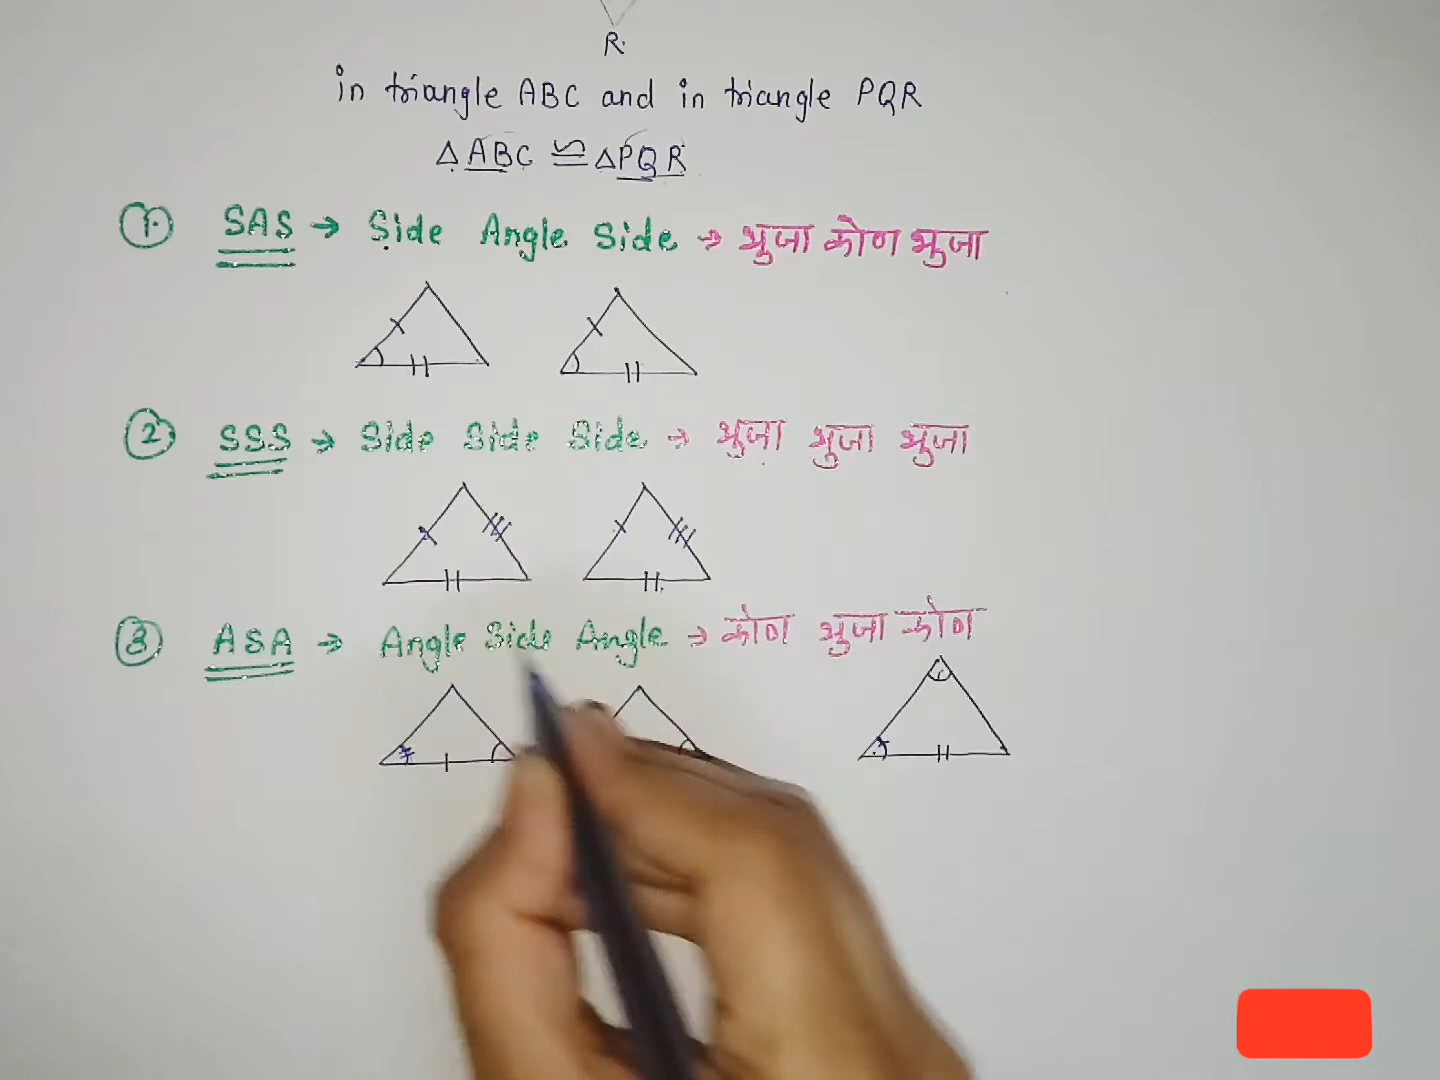 R.
in triangle ABC and in triangle PQR
△ABC ≌ △PQR
1. SAS → Side Angle Side → भुजा कोण भुजा
2 SSS → Side Side Side → भुजा भुजा भुजा
3 ASA → Angle Side Angle → कोण भुजा कोण